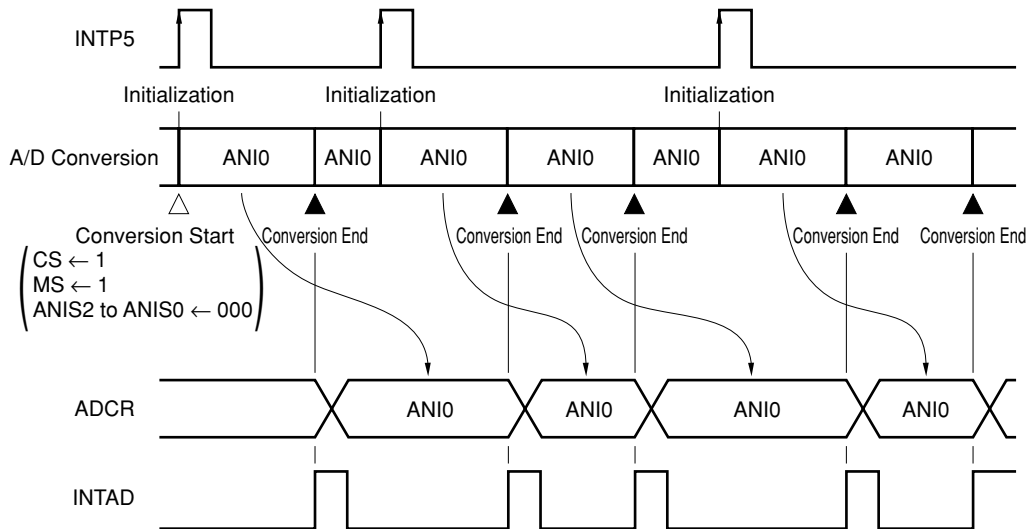 INTP5
Initialization Initialization Initialization
A/D Conversion ANI0 ANI0 ANI0 ANI0 ANI0 ANI0 ANI0
Conversion Start Conversion End Conversion End Conversion End Conversion End Conversion End
CS ← 1
MS ← 1
ANIS2 to ANIS0 ← 000
ADCR ANI0 ANI0 ANI0 ANI0
INTAD